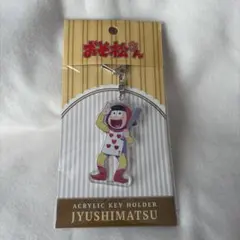 おそ松さん
ACRYLIC KEY HOLDER
JYUSHIMATSU